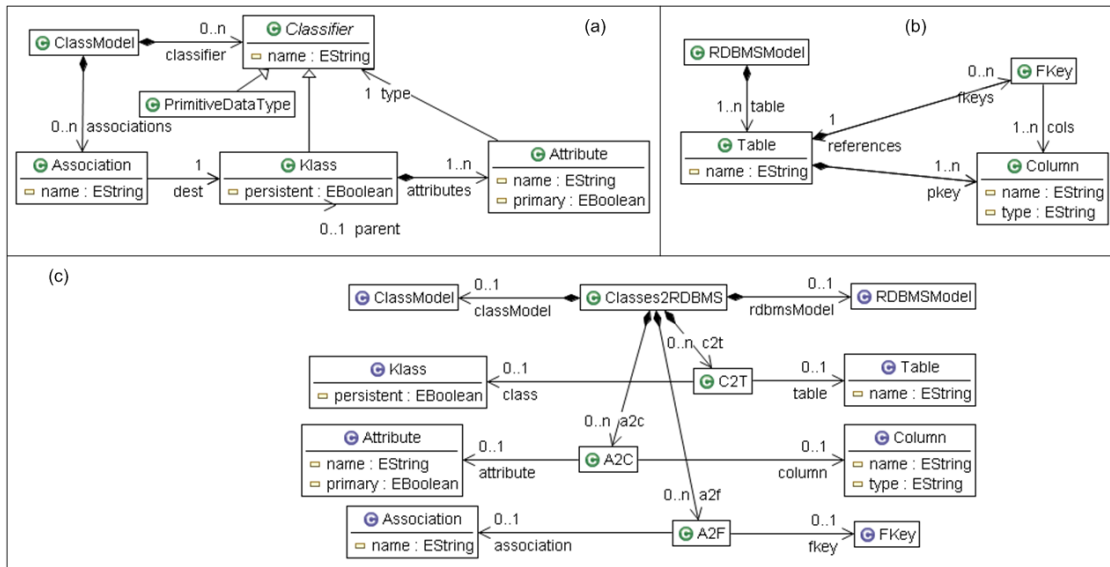 (a)
0..n
Classifier
ClassModel
classifier
name : EString
PrimitiveDataType
1 type
0..n associations
Association
name : EString
1
dest
Klass
persistent : EBoolean
0..1 parent
1..n
attributes
Attribute
name : EString
primary : EBoolean
(b)
RDBMSModel
0..n
FKey
fkeys
1..n table
1
references
1..n cols
Table
name : EString
1..n
pkey
Column
name : EString
type : EString
(c)
ClassModel
0..1
classModel
Classes2RDBMS
0..1
rdbmsModel
RDBMSModel
0..n c2t
Klass
persistent : EBoolean
0..1
class
C2T
0..1
table
Table
name : EString
0..n a2c
Attribute
name : EString
primary : EBoolean
0..1
attribute
A2C
0..1
column
Column
name : EString
type : EString
0..n a2f
Association
name : EString
0..1
association
A2F
0..1
fkey
FKey